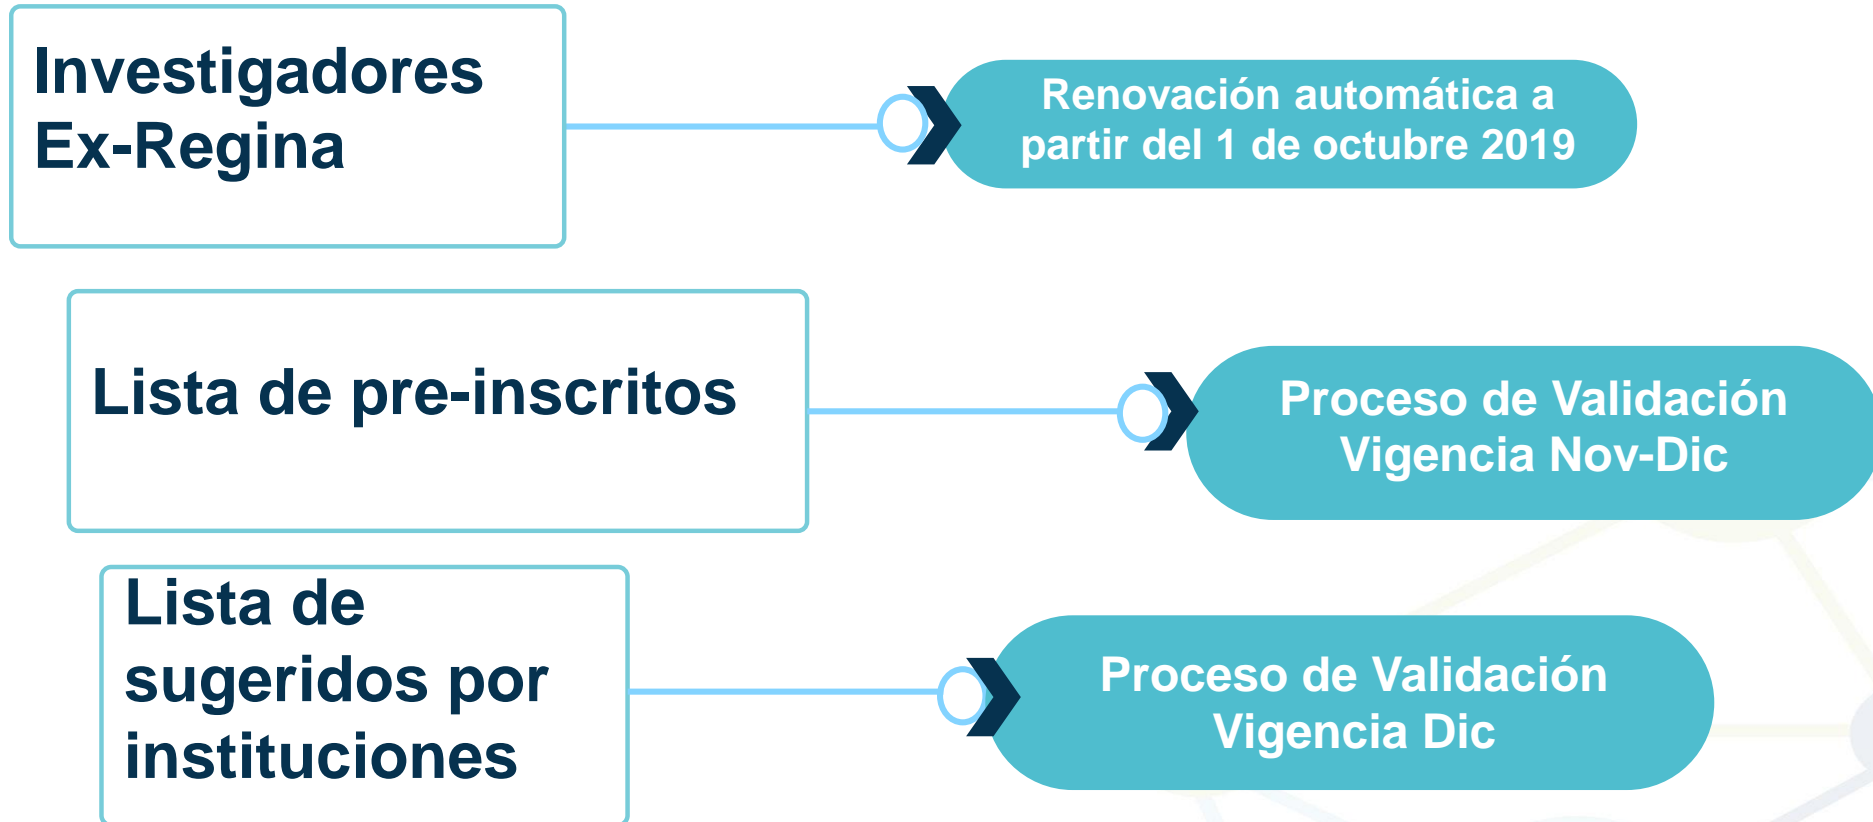 Investigadores
Ex-Regina
Renovación automática a
partir del 1 de octubre 2019
Lista de pre-inscritos
Proceso de Validación
Vigencia Nov-Dic
Lista de
sugeridos por
instituciones
Proceso de Validación
Vigencia Dic